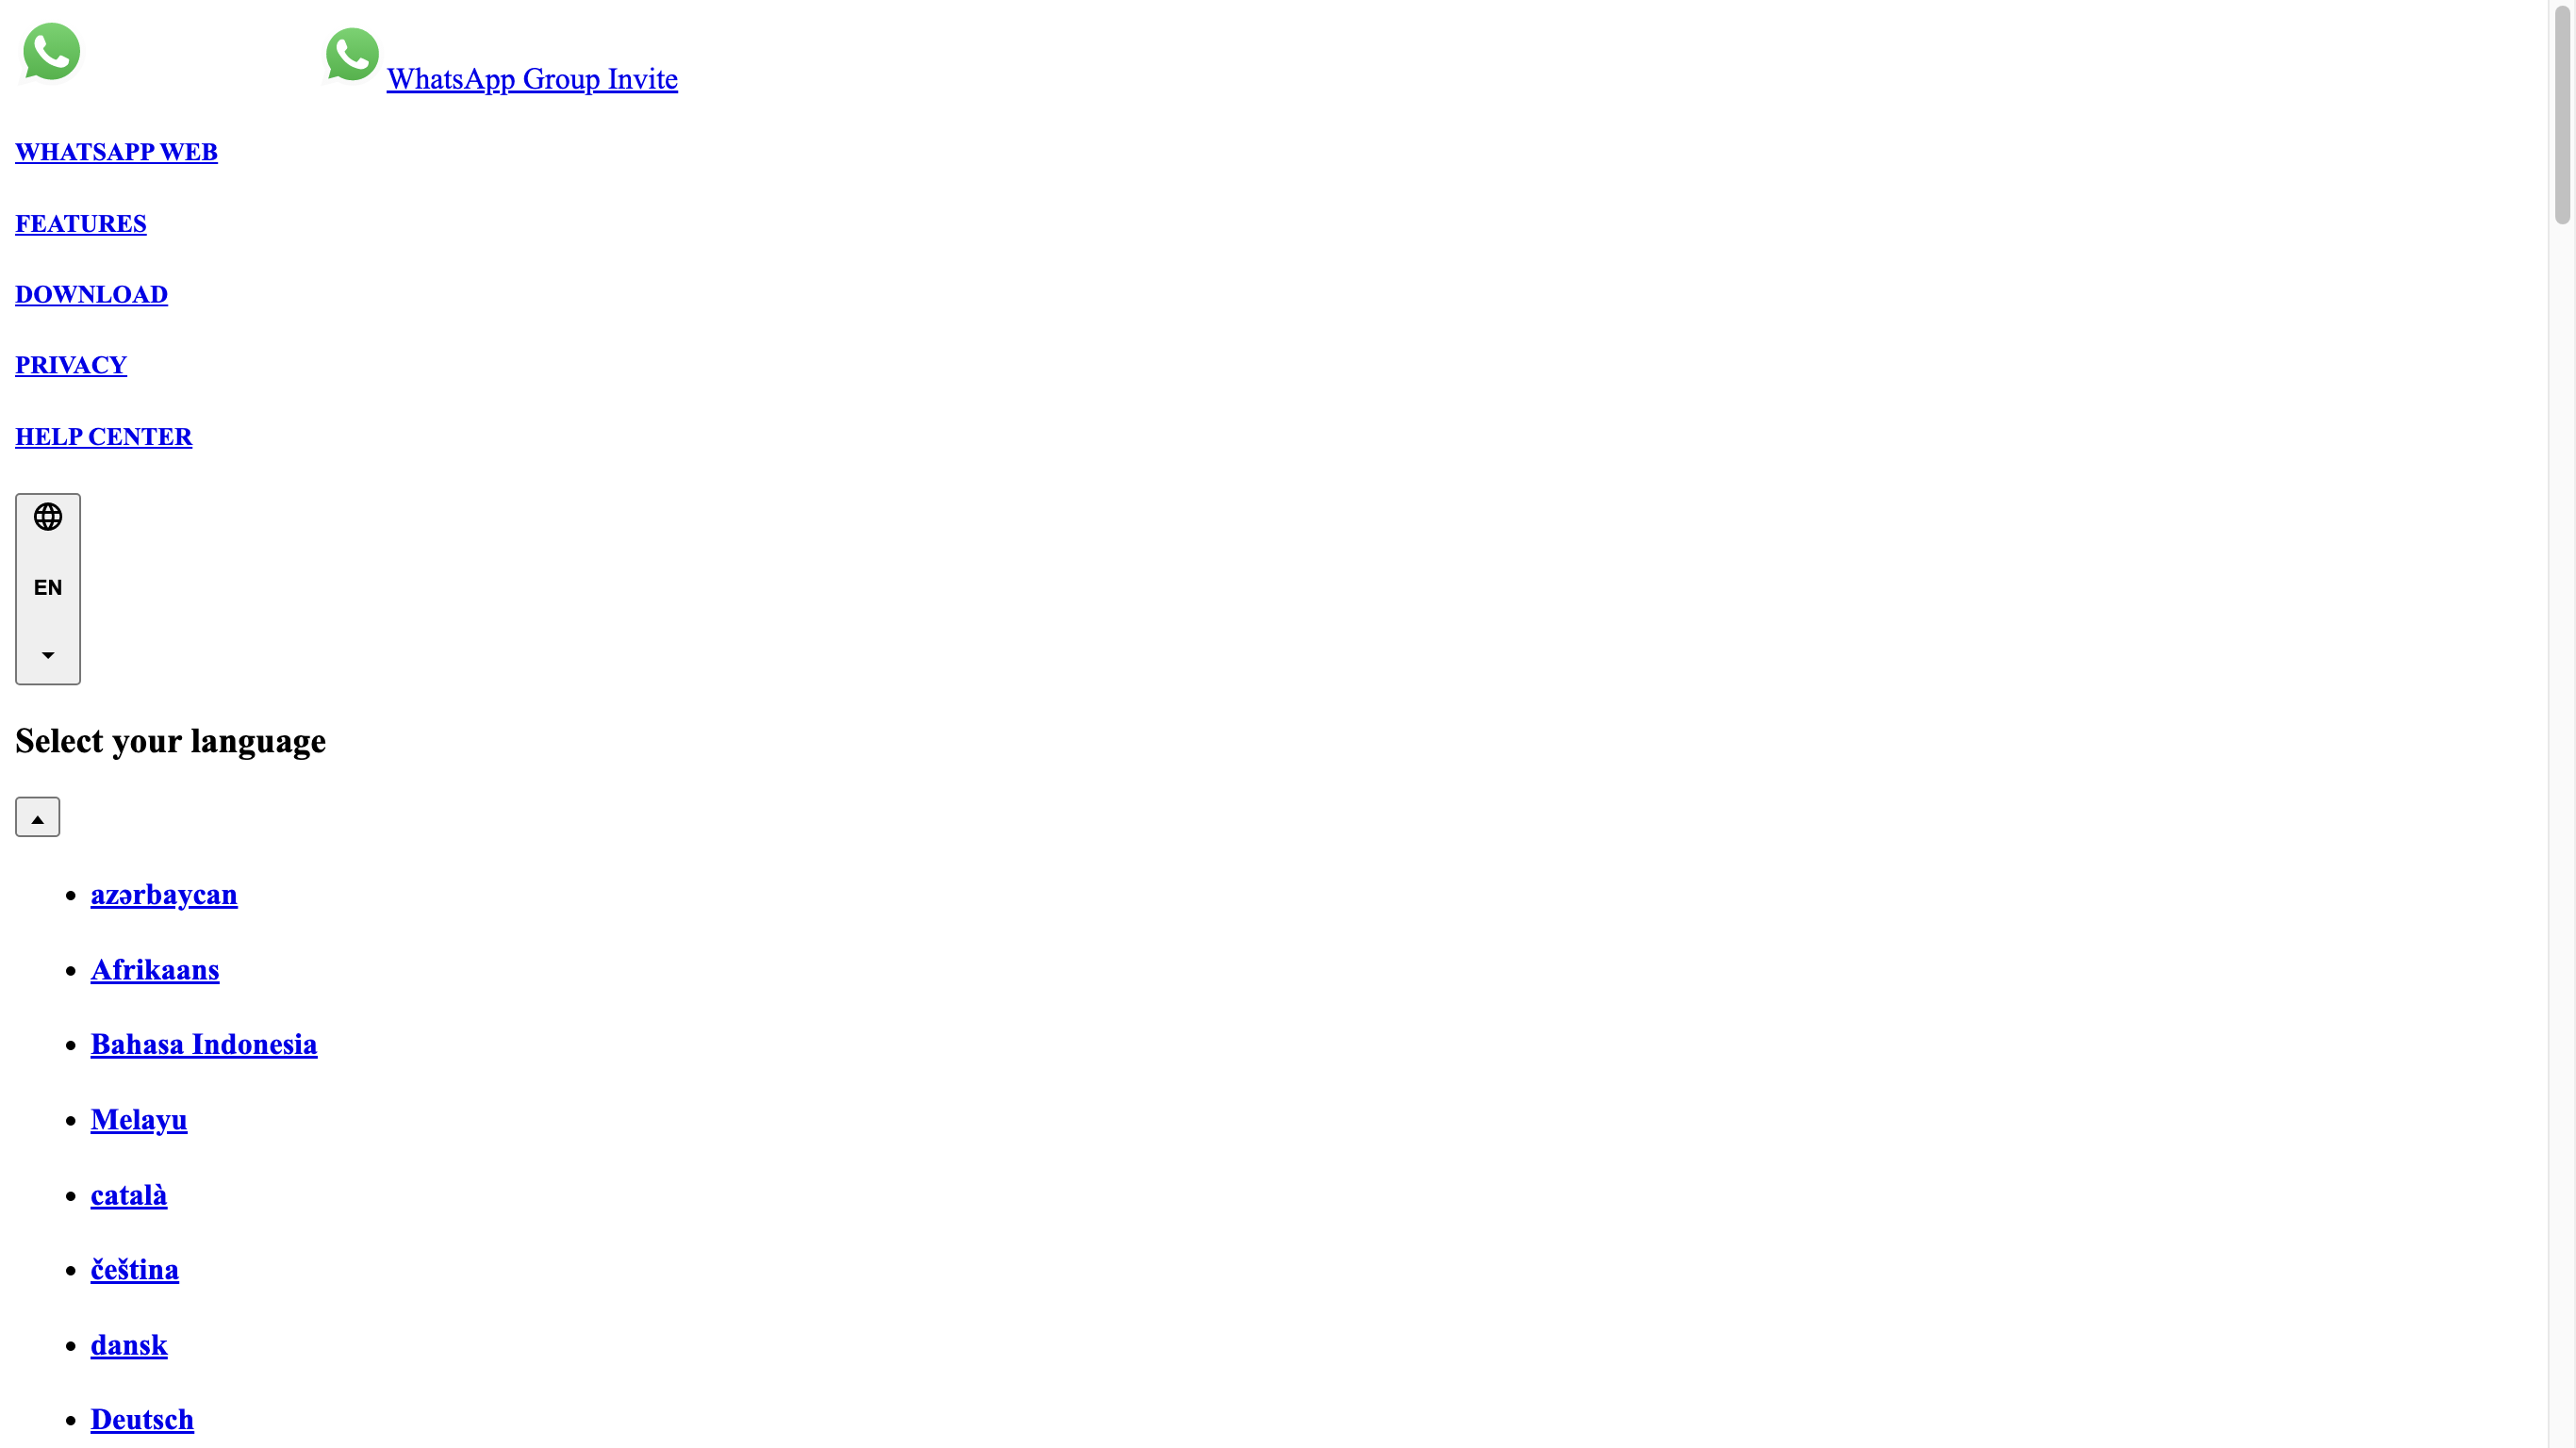 WhatsApp Group Invite
WHATSAPP WEB
FEATURES
DOWNLOAD
PRIVACY
HELP CENTER
EN
Select your language
azərbaycan
Afrikaans
Bahasa Indonesia
Melayu
català
čeština
dansk
Deutsch